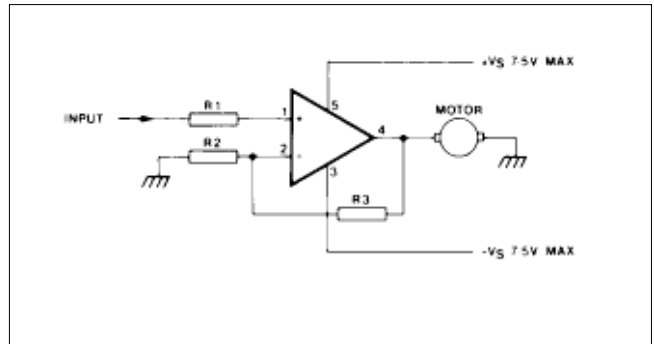 +VS 7·5V MAX
R1
5
MOTOR
INPUT
1
+
4
R2
2
-
3
R3
-VS 7·5V MAX